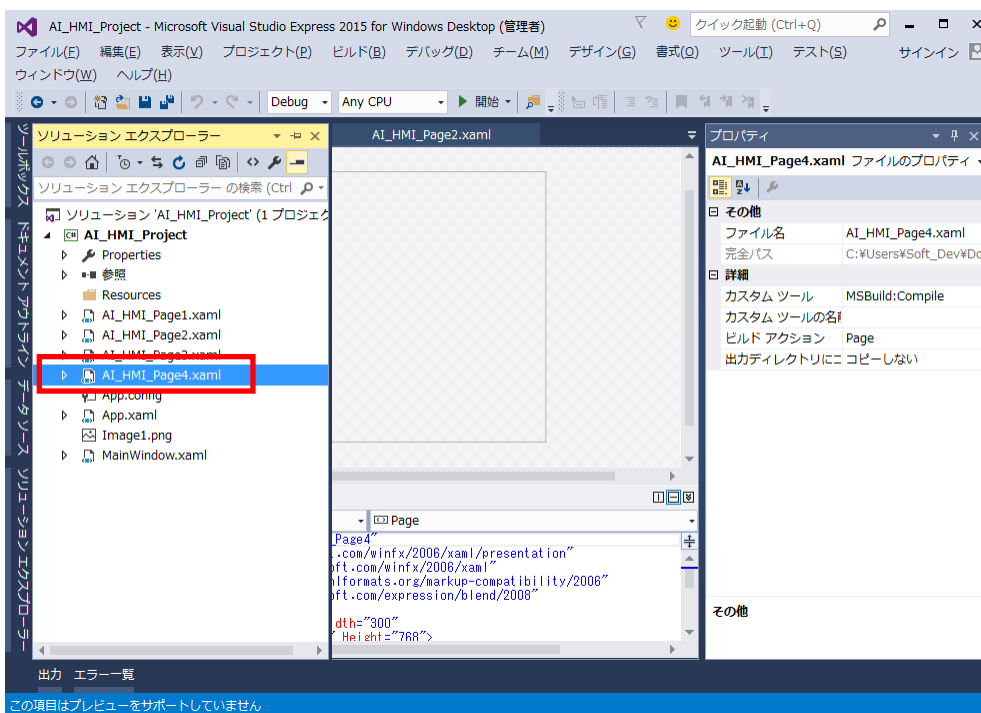 AI_HMI_Project - Microsoft Visual Studio Express 2015 for Windows Desktop (管理者)
クイック起動 (Ctrl+Q)
ファイル(F) 編集(E) 表示(V) プロジェクト(P) ビルド(B) デバッグ(D) チーム(M) デザイン(G) 書式(O) ツール(T) テスト(S) サインイン
ウィンドウ(W) ヘルプ(H)
Debug Any CPU 開始
ツールボックス
ドキュメント アウトライン
データ ソース
ソリューション エクスプローラー
ソリューション エクスプローラー
ソリューション エクスプローラー の検索 (Ctrl
ソリューション 'AI_HMI_Project' (1 プロジェク
AI_HMI_Project
Properties
参照
Resources
AI_HMI_Page1.xaml
AI_HMI_Page2.xaml
AI_HMI_Page3.xaml
AI_HMI_Page4.xaml
App.config
App.xaml
Image1.png
MainWindow.xaml
AI_HMI_Page2.xaml
Page
_Page4"
.com/winfx/2006/xaml/presentation"
oft.com/winfx/2006/xaml"
nlformats.org/markup-compatibility/2006"
oft.com/expression/blend/2008"
dth="300"
" Height="768">
プロパティ
AI_HMI_Page4.xaml ファイルのプロパティ
その他
ファイル名 AI_HMI_Page4.xaml
完全パス C:¥Users¥Soft_Dev¥Do
詳細
カスタム ツール MSBuild:Compile
カスタム ツールの名前
ビルド アクション Page
出力ディレクトリにコ コピーしない
その他
出力 エラー一覧
この項目はプレビューをサポートしていません